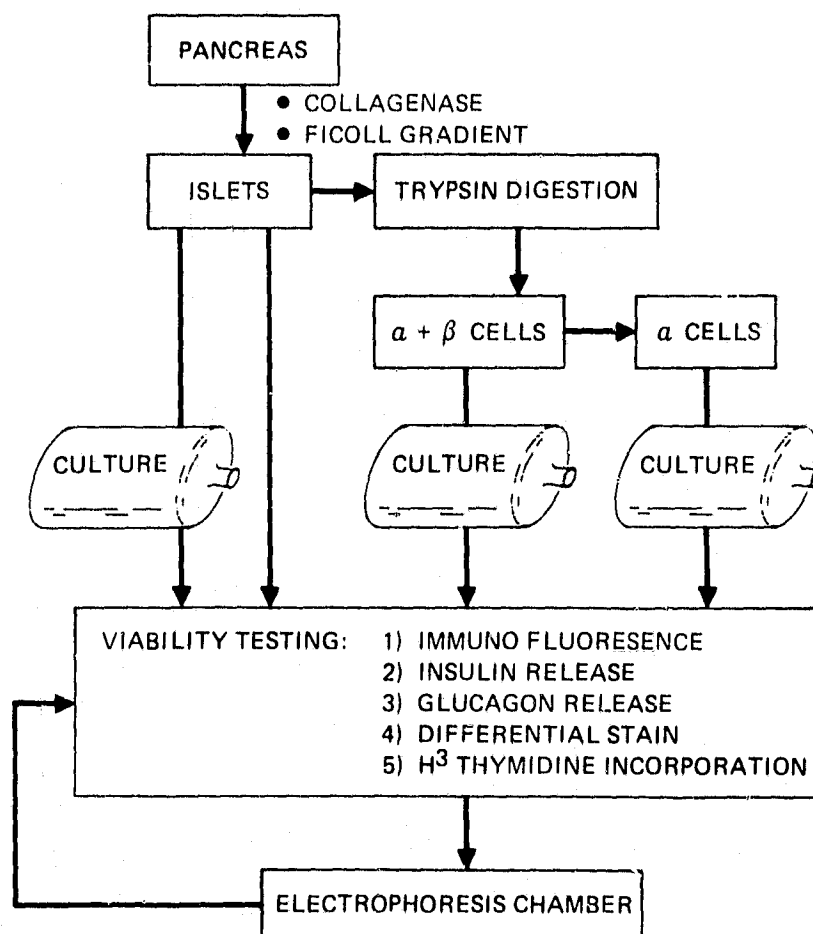 PANCREAS
• COLLAGENASE
• FICOLL GRADIENT
ISLETS
TRYPSIN DIGESTION
α + β CELLS
α CELLS
CULTURE
CULTURE
CULTURE
VIABILITY TESTING: 1) IMMUNO FLUORESENCE
2) INSULIN RELEASE
3) GLUCAGON RELEASE
4) DIFFERENTIAL STAIN
5) H³ THYMIDINE INCORPORATION
ELECTROPHORESIS CHAMBER